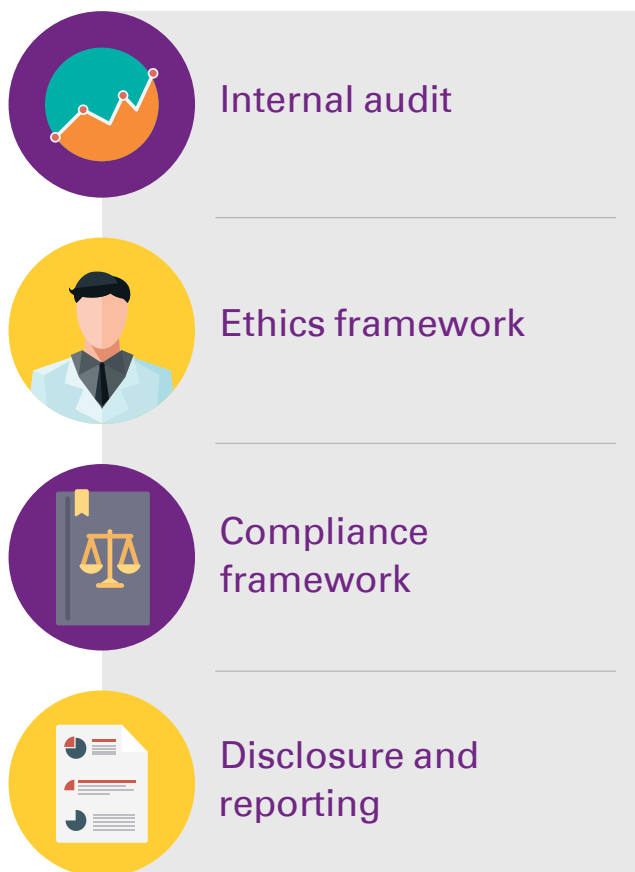 Internal audit
Ethics framework
Compliance
framework
Disclosure and
reporting